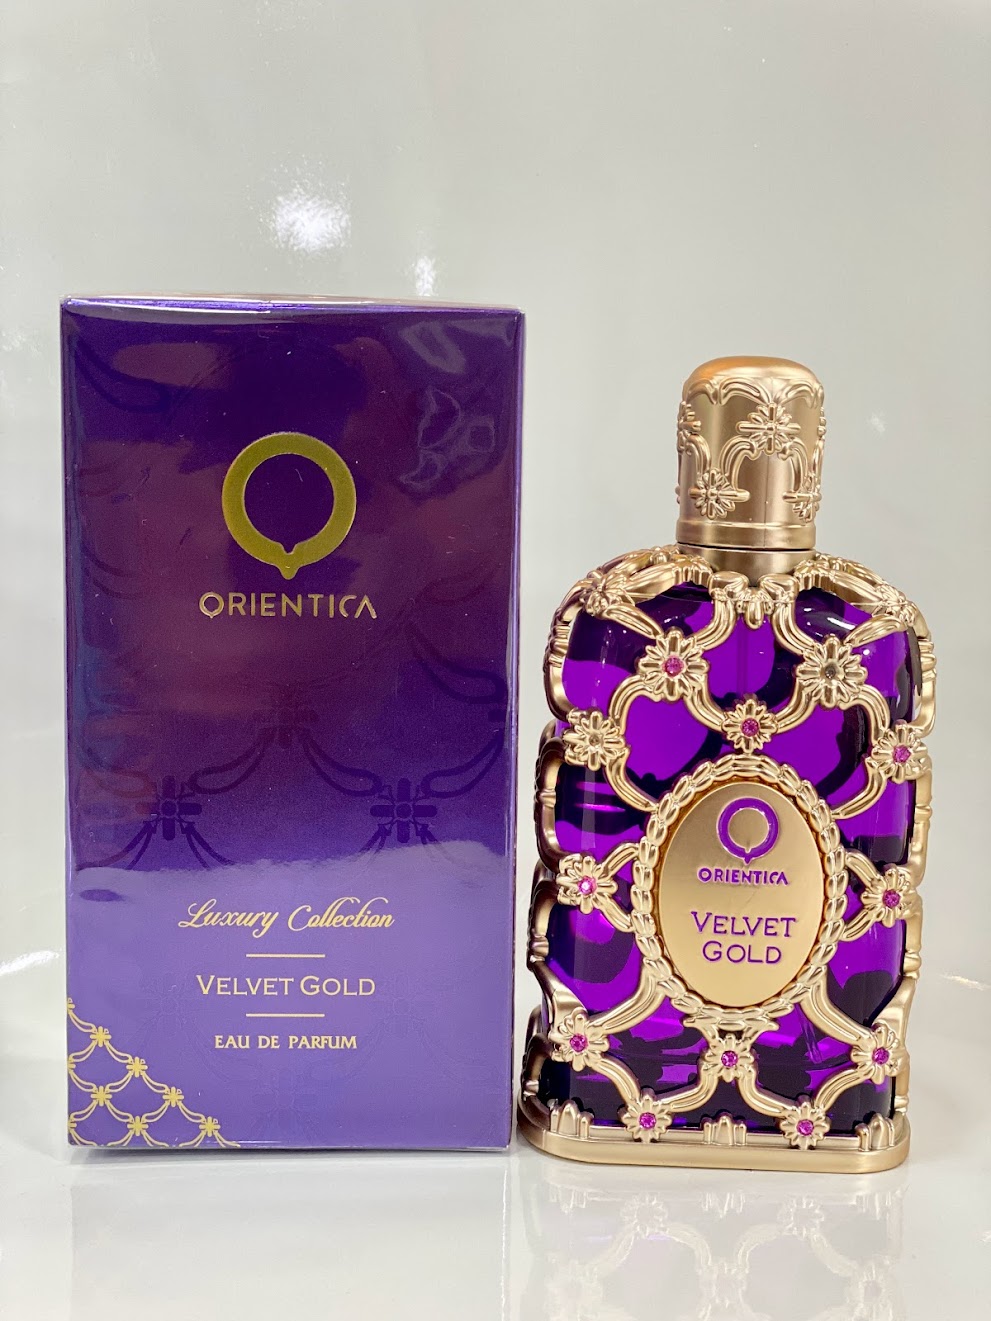 ORIENTICA
Luxury Collection
VELVET GOLD
EAU DE PARFUM
ORIENTICA
VELVET
GOLD